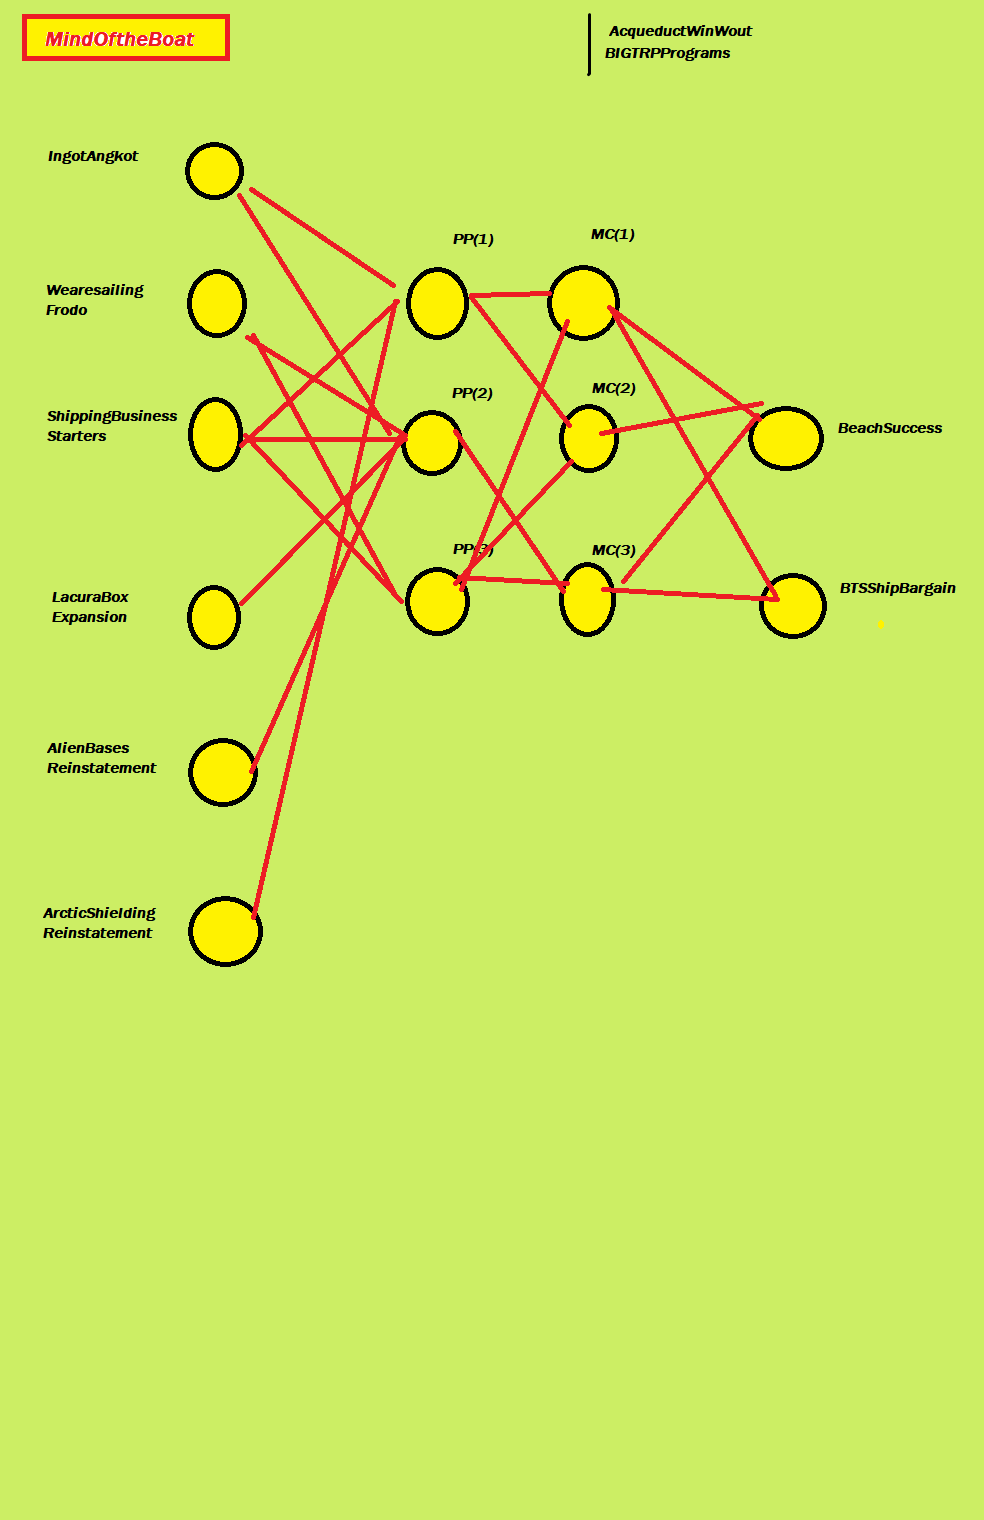 MindOftheBoat
AcqueductWinWout
BIGTRPPrograms
IngotAngkot
Wearesailing
Frodo
ShippingBusiness
Starters
LacuraBox
Expansion
AlienBases
Reinstatement
ArcticShielding
Reinstatement
PP(1)
PP(2)
PP(3)
MC(1)
MC(2)
MC(3)
BeachSuccess
BTSShipBargain